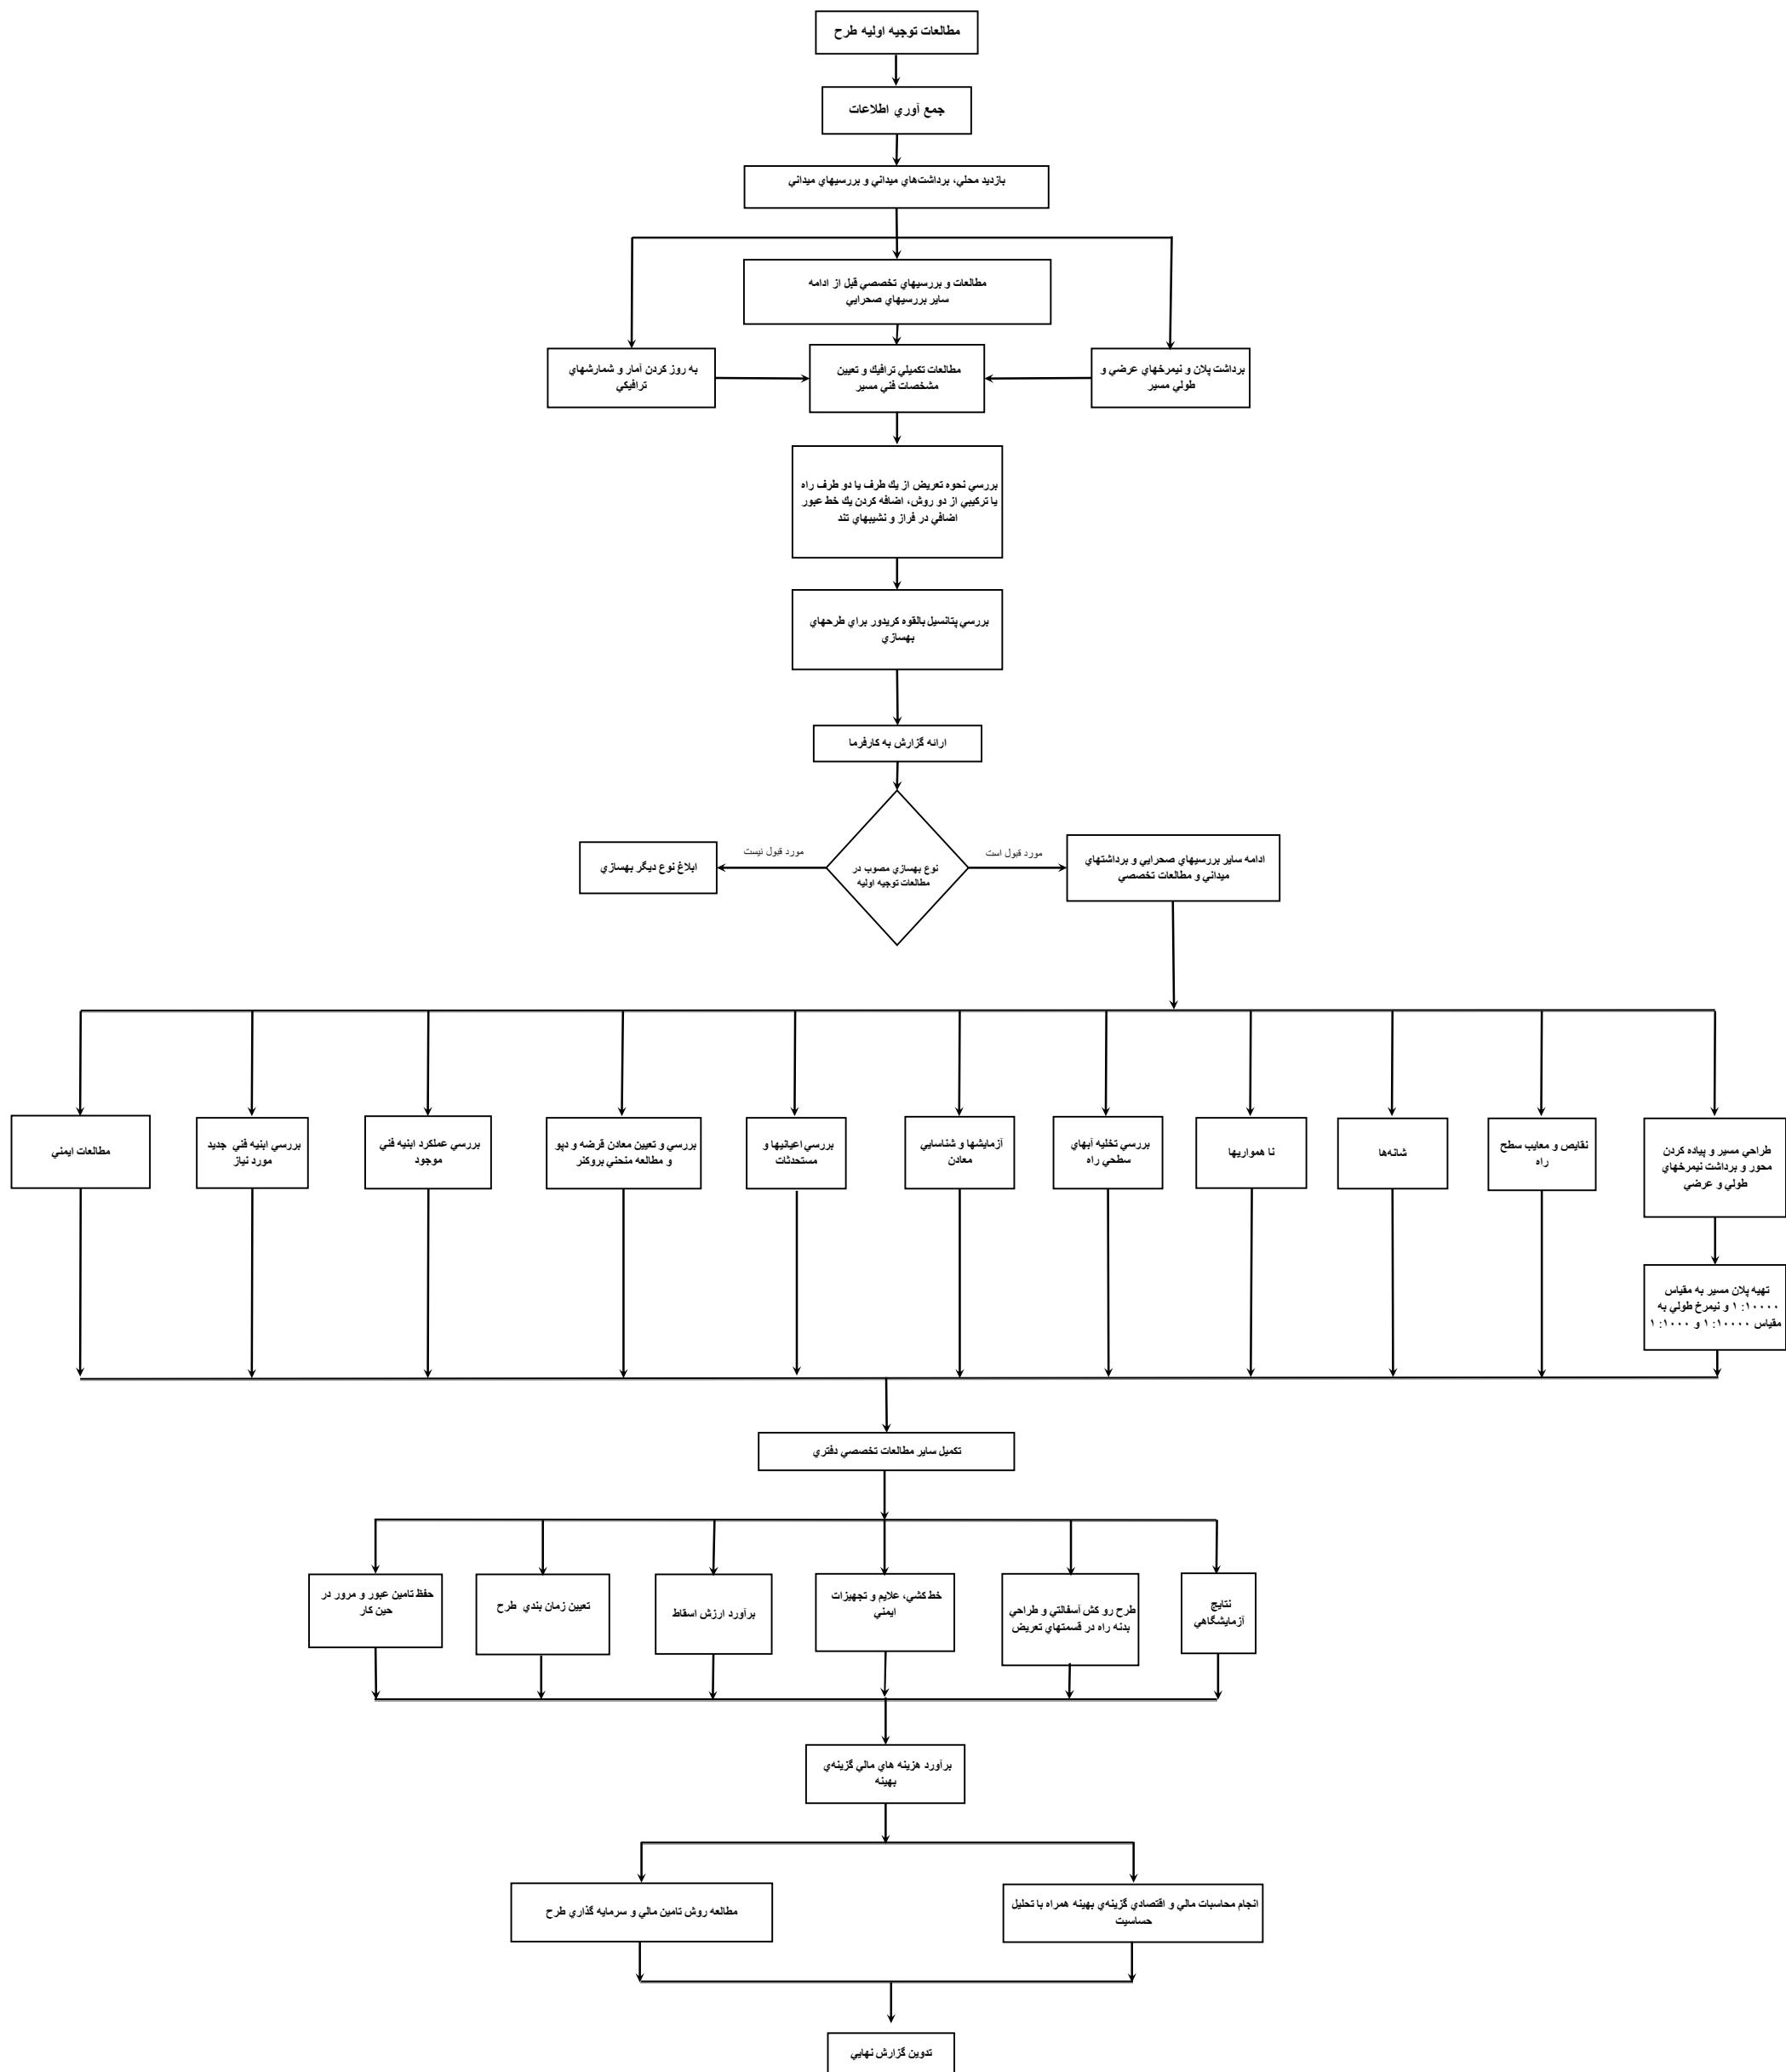 مطالعات توجيه اوليه طرح
جمع آوري اطلاعات
بازديد محلي، برداشت‌هاي ميداني و بررسيهاي ميداني
مطالعات و بررسيهاي تخصصي قبل از ادامه
ساير بررسيهاي صحرايي
برداشت پلان و نيمرخهاي عرضي و
طولي مسير
مطالعات تكميلي ترافيك و تعيين
مشخصات فني مسير
به روز كردن آمار و شمارشهاي
ترافيكي
بررسي نحوه تعريض از يك طرف يا دو طرف راه
يا تركيبي از دو روش، اضافه كردن يك خط عبور
اضافي در فراز و نشيبهاي تند
بررسي پتانسيل بالقوه كريدور براي طرحهاي
بهسازي
ارائه گزارش به كارفرما
نوع بهسازي مصوب در
مطالعات توجيه اوليه
مورد قبول است
ادامه ساير بررسيهاي صحرايي و برداشتهاي
ميداني و مطالعات تخصصي
مورد قبول نيست
ابلاغ نوع ديگر بهسازي
طراحي مسير و پياده كردن
محور و برداشت نيمرخهاي
طولي و عرضي
نقايص و معايب سطح
راه
شانه‌ها
نا همواريها
بررسي تخليه آبهاي
سطحي راه
آزمايشها و شناسايي
معادن
بررسي اعيانيها و
مستحدثات
بررسي و تعيين معادن قرضه و دپو
و مطالعه منحني بروكنر
بررسي عملكرد ابنيه فني
موجود
بررسي ابنيه فني جديد
مورد نياز
مطالعات ايمني
تهيه پلان مسير به مقياس
۱:۱۰۰۰۰ و نيمرخ طولي به
مقياس ۱:۱۰۰۰۰ و ۱:۱۰۰۰
تكميل ساير مطالعات تخصصي دفتري
نتايج
آزمايشگاهي
طرح رو كش آسفالتي و طراحي
بدنه راه در قسمتهاي تعريض
خط كشي، علايم و تجهيزات
ايمني
برآورد ارزش اسقاط
تعيين زمان بندي طرح
حفظ تامين عبور و مرور در
حين كار
برآورد هزينه هاي مالي گزينه‌ي
بهينه
انجام محاسبات مالي و اقتصادي گزينه‌ي بهينه همراه با تحليل
حساسيت
مطالعه روش تامين مالي و سرمايه گذاري طرح
تدوين گزارش نهايي